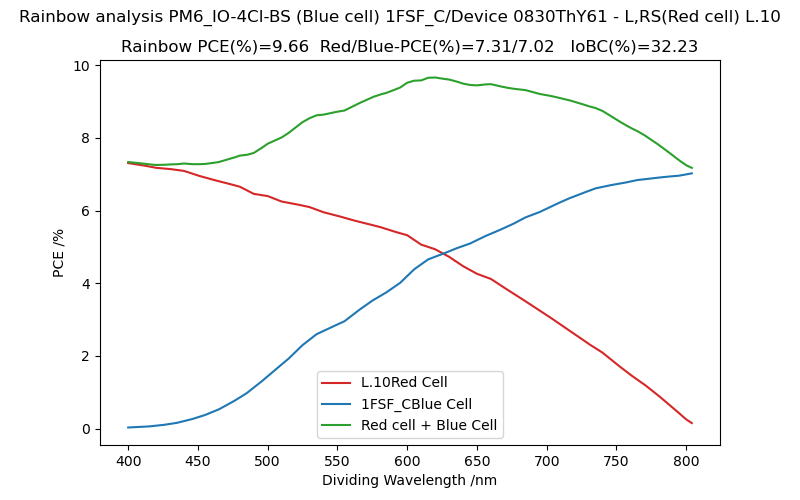 Rainbow analysis PM6_IO-4Cl-BS (Blue cell) 1FSF_C/Device 0830ThY61 - L,RS(Red cell) L.10
Rainbow PCE(%)=9.66  Red/Blue-PCE(%)=7.31/7.02   IoBC(%)=32.23
10
8
6
4
2
0
PCE /%
L.10Red Cell
1FSF_CBlue Cell
Red cell + Blue Cell
400 450 500 550 600 650 700 750 800
Dividing Wavelength /nm